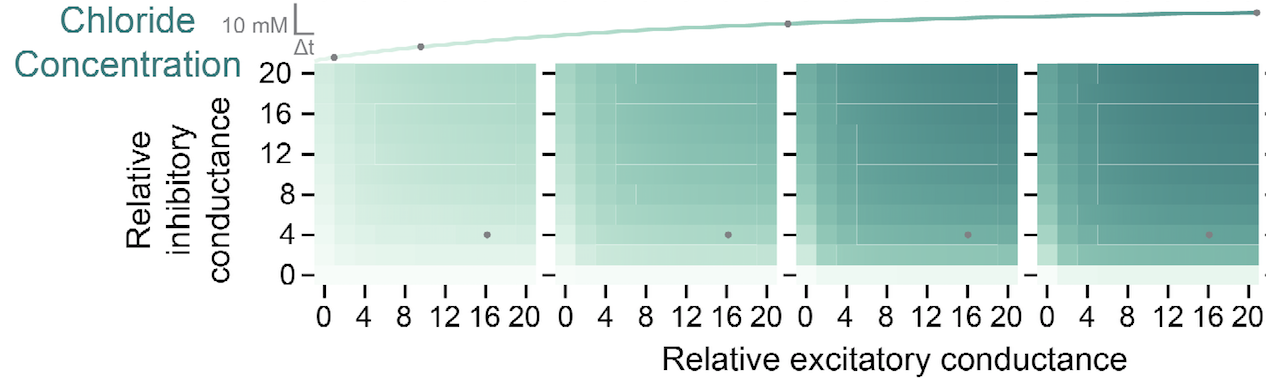 Chloride
Concentration
10 mM
Δt
Relative
inhibitory
conductance
20
16
12
8
4
0
0 4 8 12 16 20 0 4 8 12 16 20 0 4 8 12 16 20 0 4 8 12 16 20
Relative excitatory conductance